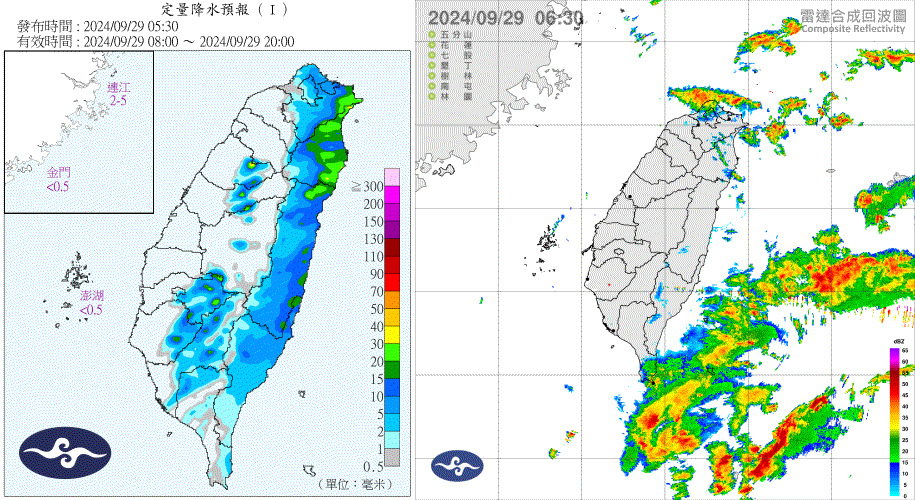 定量降水預報 ( I )
發布時間 : 2024/09/29 05:30
有效時間 : 2024/09/29 08:00 ～ 2024/09/29 20:00
連江
2-5
金門
<0.5
澎湖
<0.5
≧
300
200
150
130
110
90
70
50
40
30
20
15
10
5
2
1
0.5
(單位：毫米)
2024/09/29 06:30
雷達合成回波圖
Composite Reflectivity
五分山
花蓮
七股
墾丁
樹林
南屯
林園
dBZ
65
60
55
50
45
40
35
30
25
20
15
10
5
0